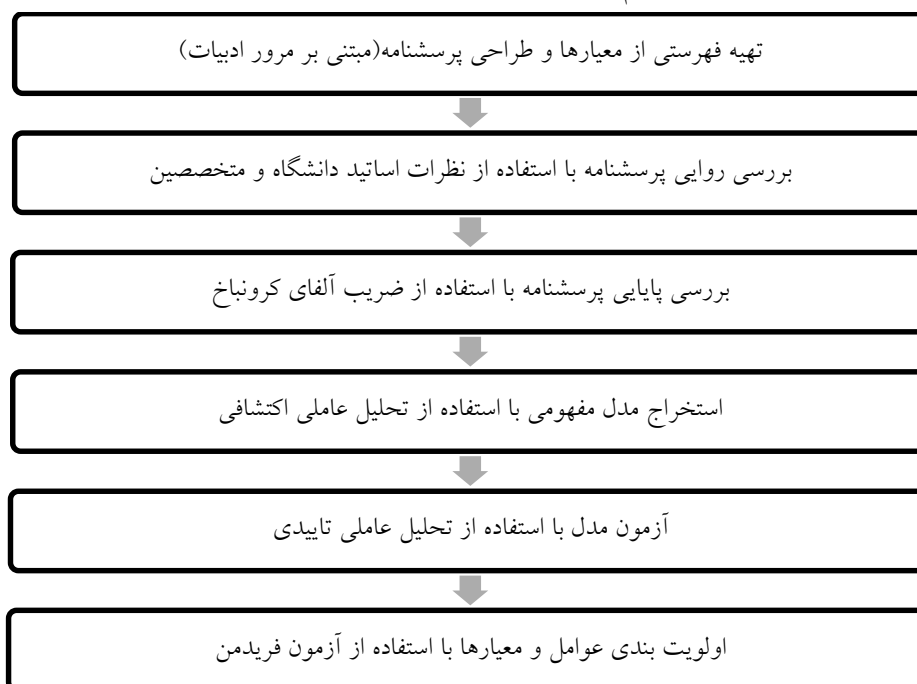 تهیه فهرستی از معیارها و طراحی پرسشنامه(مبتنی بر مرور ادبیات)
بررسی روایی پرسشنامه با استفاده از نظرات اساتید دانشگاه و متخصصین
بررسی پایایی پرسشنامه با استفاده از ضریب آلفای کرونباخ
استخراج مدل مفهومی با استفاده از تحلیل عاملی اکتشافی
آزمون مدل با استفاده از تحلیل عاملی تاییدی
اولویت بندی عوامل و معیارها با استفاده از آزمون فریدمن